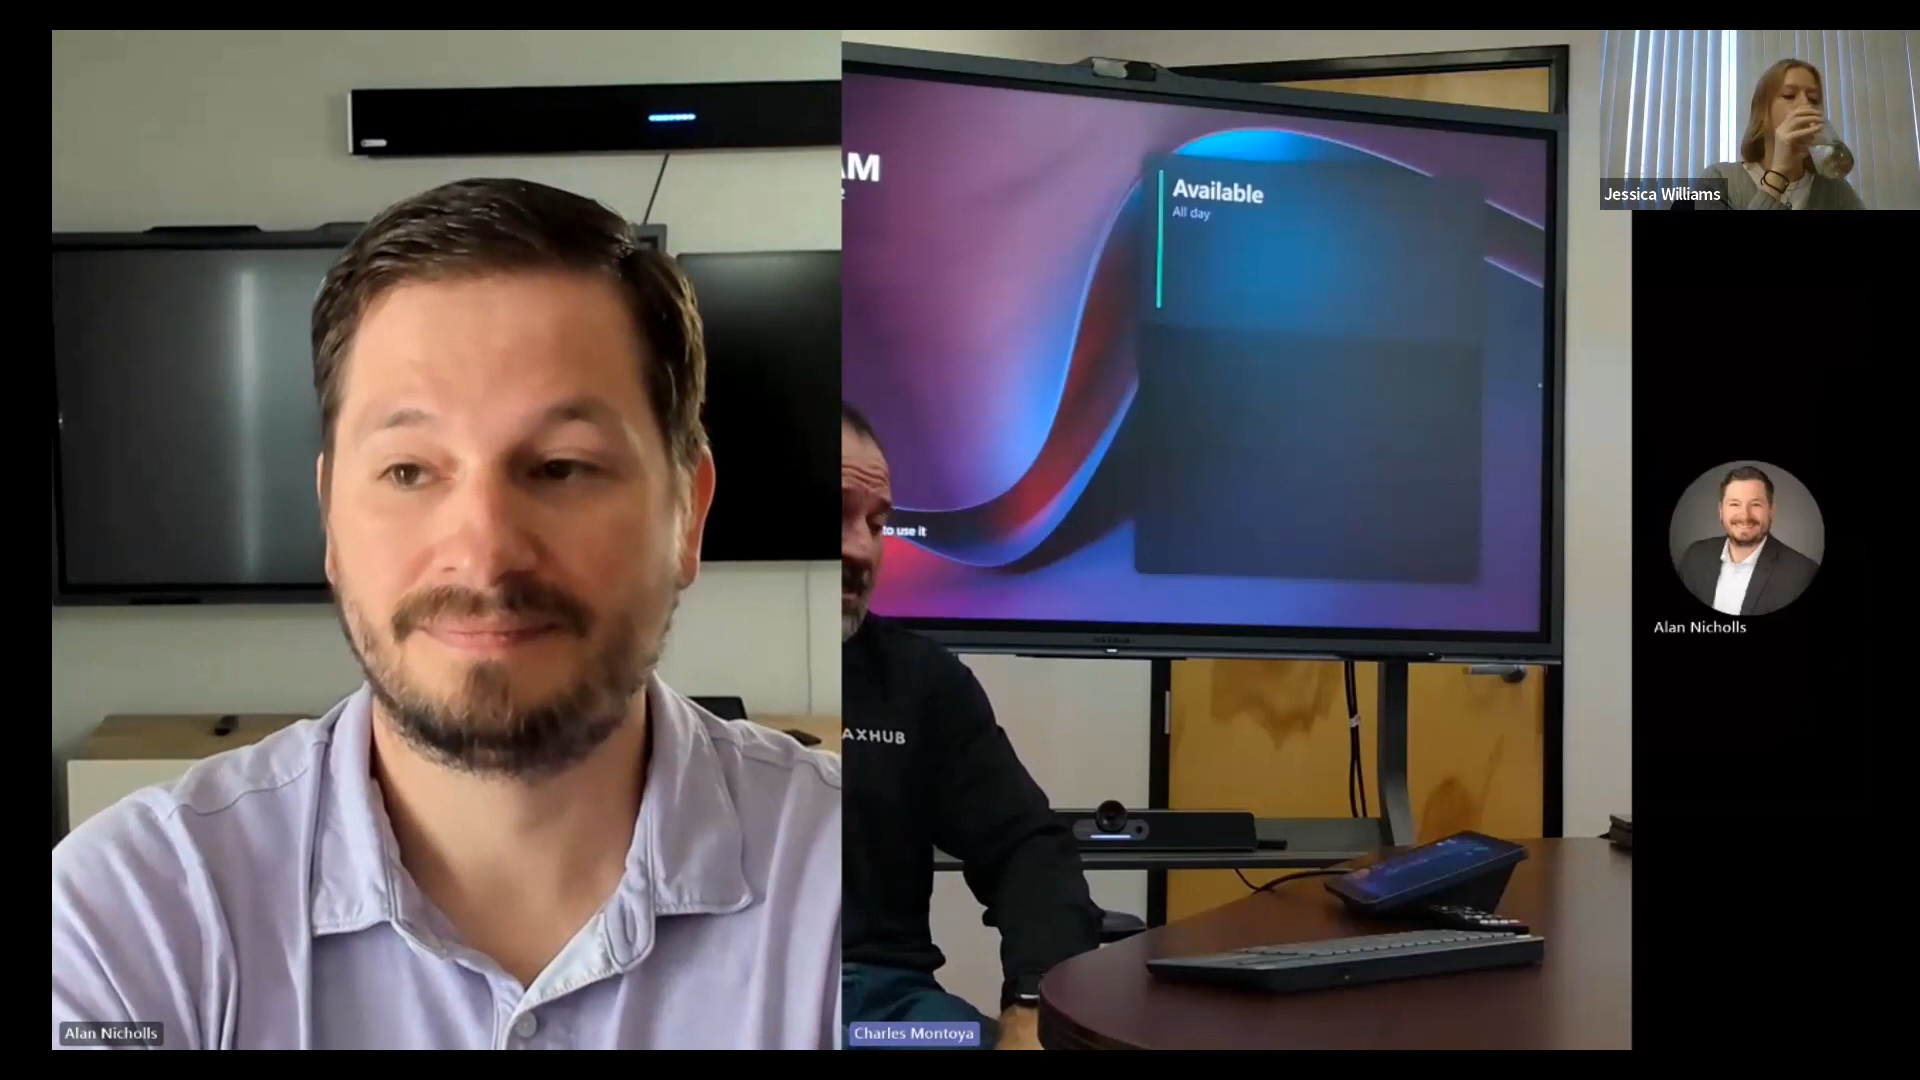 AM
Available
All day
to use it
AXHUB
Alan Nicholls
Charles Montoya
Jessica Williams
Alan Nicholls